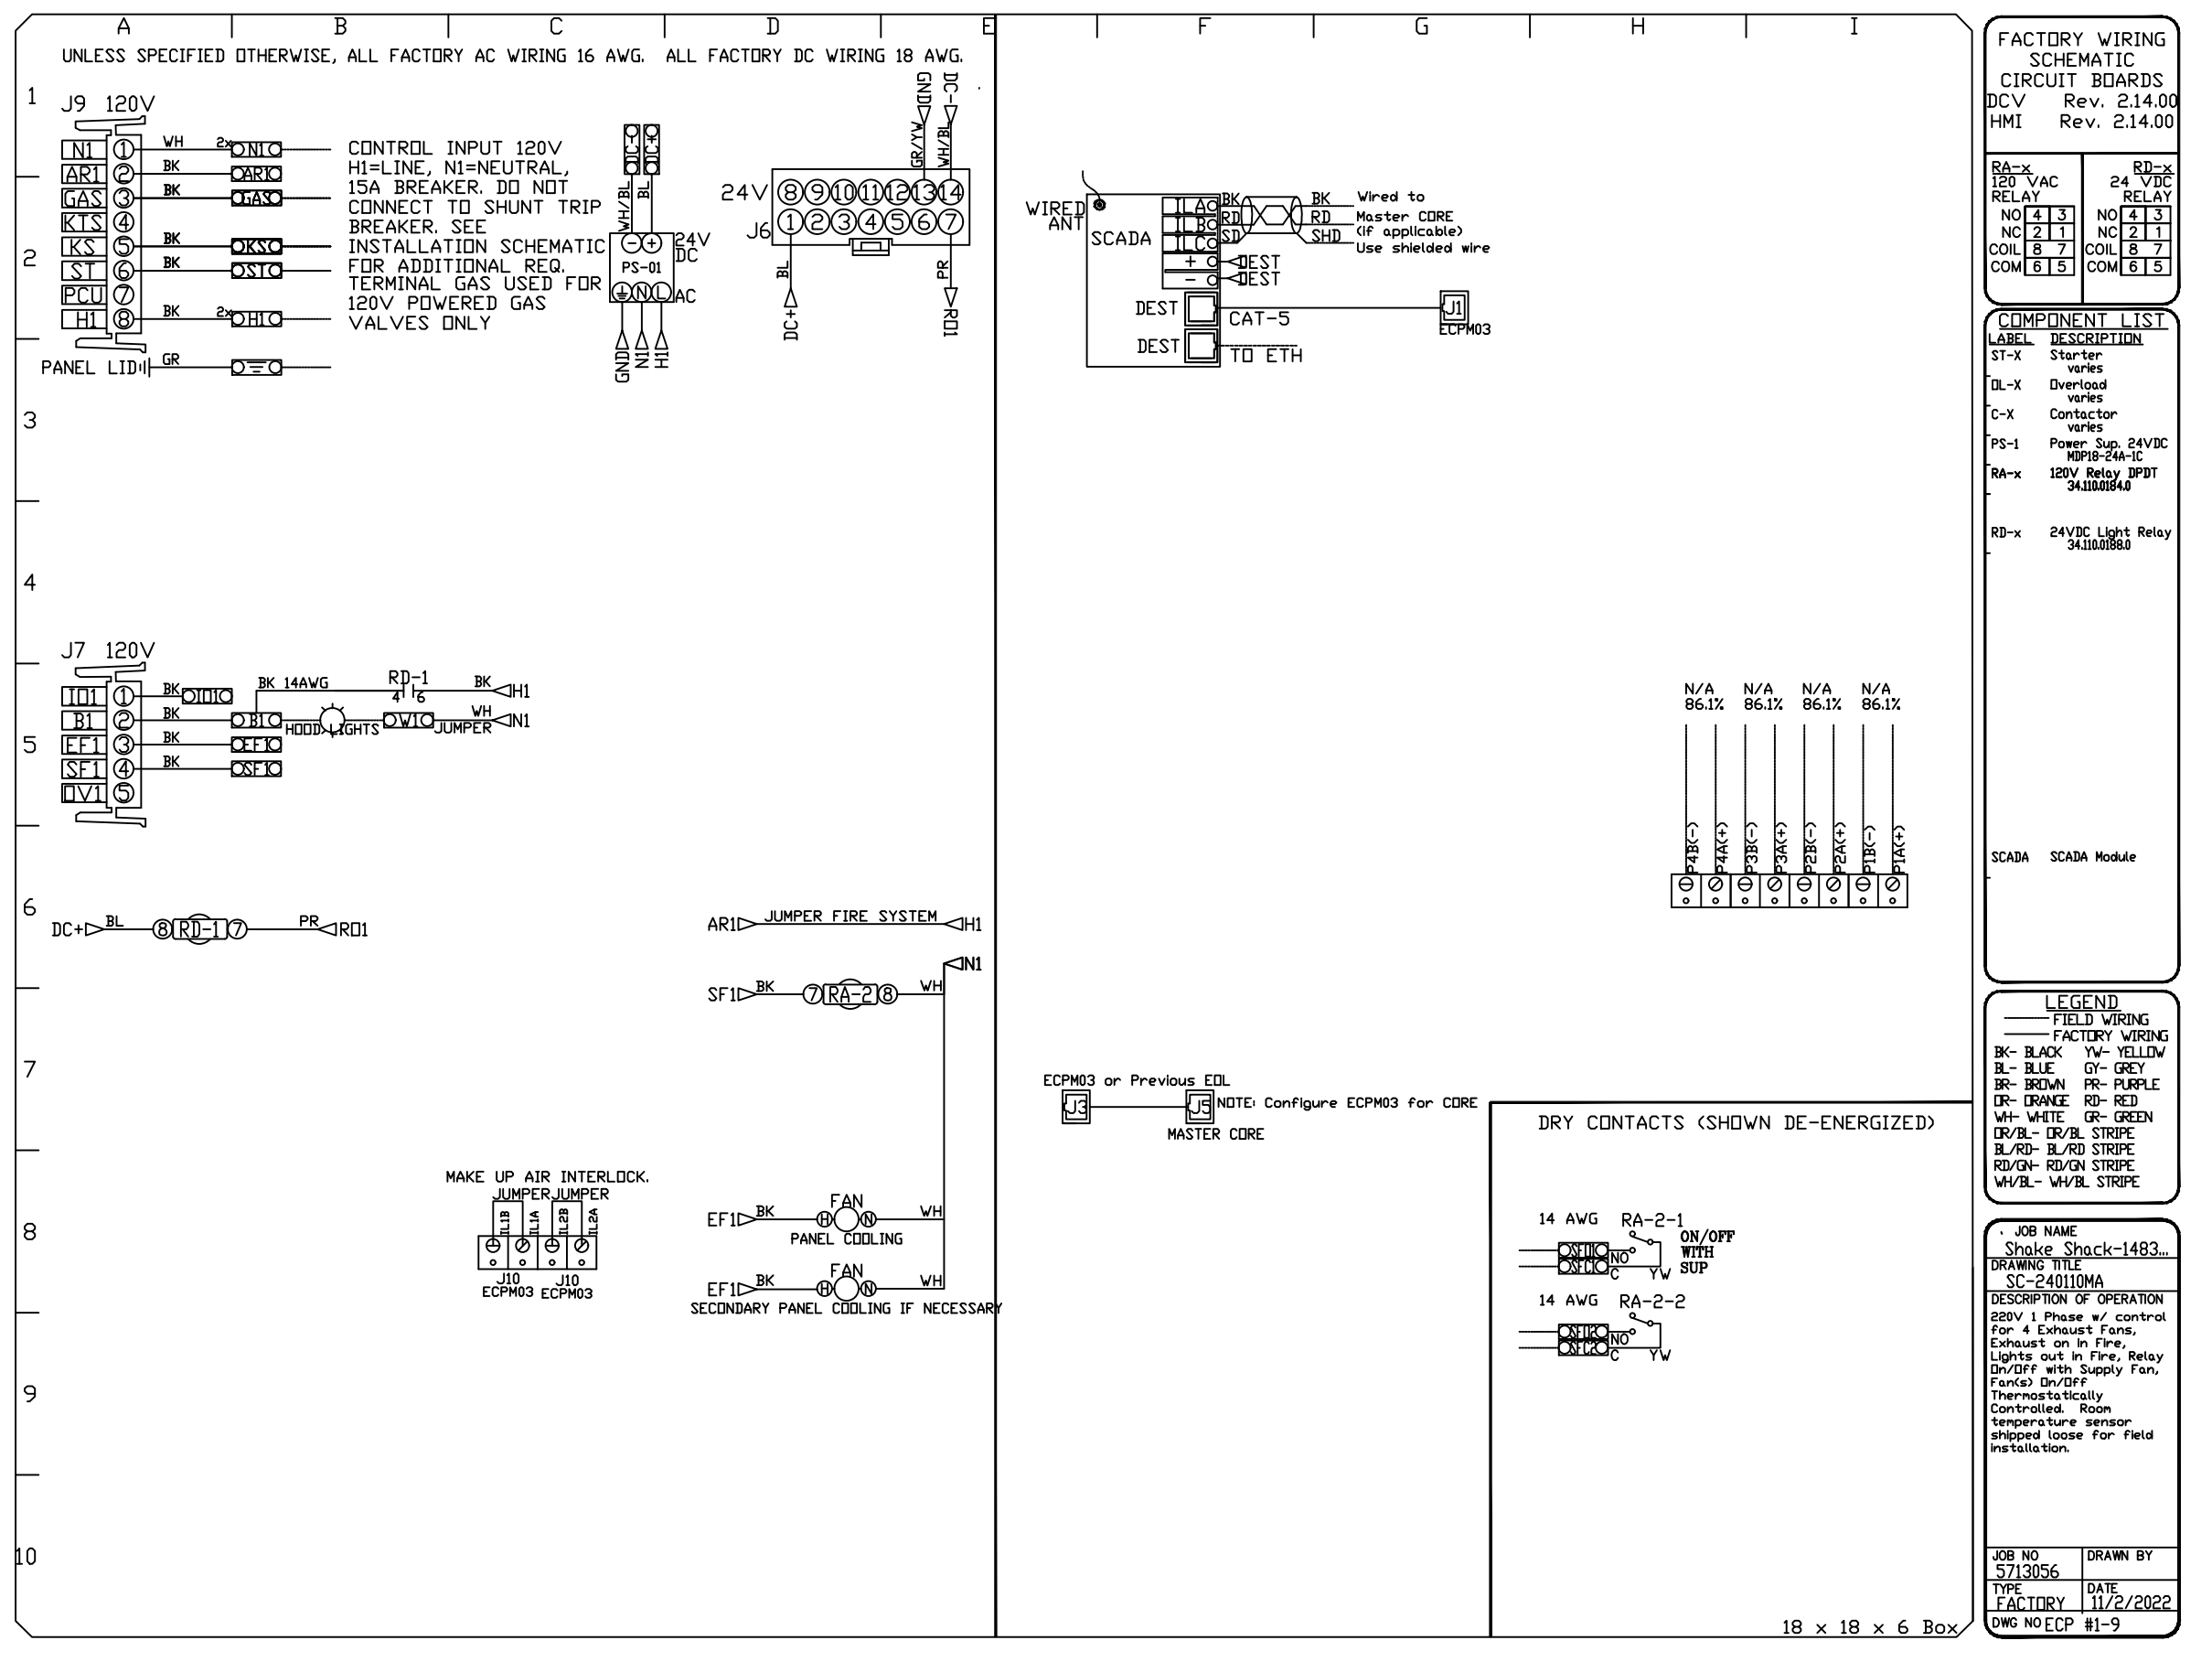 A B C D E F G H I
UNLESS SPECIFIED OTHERWISE, ALL FACTORY AC WIRING 16 AWG. ALL FACTORY DC WIRING 18 AWG.
1
2
3
4
5
6
7
8
9
10
J9 120V
N1 1 WH 2x N1
AR1 2 BK AR1
GAS 3 BK GAS
KTS 4
KS 5 BK KS
ST 6 BK ST
PCU 7
H1 8 BK 2x H1
PANEL LID GR
CONTROL INPUT 120V
H1=LINE, N1=NEUTRAL,
15A BREAKER. DO NOT
CONNECT TO SHUNT TRIP
BREAKER. SEE
INSTALLATION SCHEMATIC
FOR ADDITIONAL REQ.
TERMINAL GAS USED FOR
120V POWERED GAS
VALVES ONLY
DC- DC+
WH/BL BL
- + 24V
DC
PS-01
N L AC
GND N1 H1
GND DC-
GR/YW WH/BL
24V 8 9 10 11 12 13 14
J6 1 2 3 4 5 6 7
BL PR
DC+ RO1
WIRED
ANT
SCADA
ILA BK BK Wired to
ILB RD RD Master CORE
(if applicable)
ILC SD SHD Use shielded wire
+ DEST
- DEST
DEST CAT-5 J1
ECPM03
DEST TO ETH
J7 120V
IO1 1 BK IO1
B1 2 BK B1 HOOD LIGHTS W1 JUMPER WH N1
BK 14AWG RD-1 4 6 BK H1
EF1 3 BK EF1
SF1 4 BK SF1
OV1 5
N/A N/A N/A N/A
86.1% 86.1% 86.1% 86.1%
P4B(-) P4A(+) P3B(-) P3A(+) P2B(-) P2A(+) P1B(-) P1A(+)
DC+ BL 8 RD-1 7 PR RO1
AR1 JUMPER FIRE SYSTEM H1
N1
SF1 BK 7 RA-2 8 WH
ECPM03 or Previous EOL
J3 J5 NOTE: Configure ECPM03 for CORE
MASTER CORE
MAKE UP AIR INTERLOCK.
JUMPER JUMPER
IL1B IL1A IL2B IL2A
J10 J10
ECPM03 ECPM03
EF1 BK FAN H N WH
PANEL COOLING
EF1 BK FAN H N WH
SECONDARY PANEL COOLING IF NECESSARY
DRY CONTACTS (SHOWN DE-ENERGIZED)
14 AWG RA-2-1
SFO1 NO ON/OFF
WITH
SFC1 C YW SUP
14 AWG RA-2-2
SFO2 NO
SFC2 C YW
18 x 18 x 6 Box
FACTORY WIRING
SCHEMATIC
CIRCUIT BOARDS
DCV Rev. 2.14.00
HMI Rev. 2.14.00
RA-x RD-x
120 VAC 24 VDC
RELAY RELAY
NO 4 3 NO 4 3
NC 2 1 NC 2 1
COIL 8 7 COIL 8 7
COM 6 5 COM 6 5
COMPONENT LIST
LABEL DESCRIPTION
ST-X Starter
varies
OL-X Overload
varies
C-X Contactor
varies
PS-1 Power Sup. 24VDC
MDP18-24A-1C
RA-x 120V Relay DPDT
34.110.0184.0
RD-x 24VDC Light Relay
34.110.0188.0
SCADA SCADA Module
LEGEND
FIELD WIRING
FACTORY WIRING
BK- BLACK YW- YELLOW
BL- BLUE GY- GREY
BR- BROWN PR- PURPLE
OR- ORANGE RD- RED
WH- WHITE GR- GREEN
OR/BL- OR/BL STRIPE
BL/RD- BL/RD STRIPE
RD/GN- RD/GN STRIPE
WH/BL- WH/BL STRIPE
JOB NAME
Shake Shack-1483...
DRAWING TITLE
SC-240110MA
DESCRIPTION OF OPERATION
220V 1 Phase w/ control
for 4 Exhaust Fans,
Exhaust on in Fire,
Lights out in Fire, Relay
On/Off with Supply Fan,
Fan(s) On/Off
Thermostatically
Controlled. Room
temperature sensor
shipped loose for field
installation.
JOB NO DRAWN BY
5713056
TYPE DATE
FACTORY 11/2/2022
DWG NO ECP #1-9